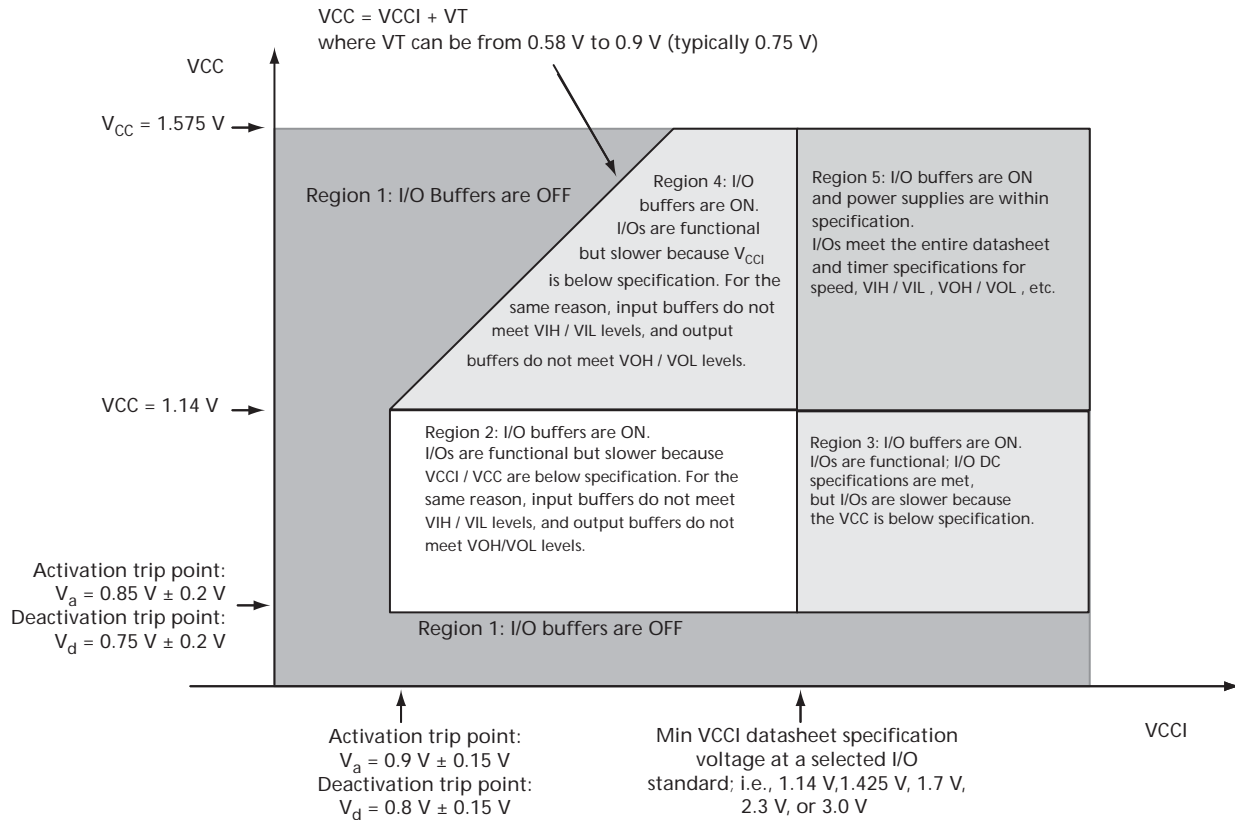 VCC = VCCI + VT
where VT can be from 0.58 V to 0.9 V (typically 0.75 V)
VCC
VCC = 1.575 V
Region 1: I/O Buffers are OFF
Region 4: I/O
buffers are ON.
I/Os are functional
but slower because VCCI
is below specification. For the
same reason, input buffers do not
meet VIH / VIL levels, and output
buffers do not meet VOH / VOL levels.
Region 5: I/O buffers are ON
and power supplies are within
specification.
I/Os meet the entire datasheet
and timer specifications for
speed, VIH / VIL , VOH / VOL , etc.
VCC = 1.14 V
Region 2: I/O buffers are ON.
I/Os are functional but slower because
VCCI / VCC are below specification. For the
same reason, input buffers do not meet
VIH / VIL levels, and output buffers do not
meet VOH/VOL levels.
Region 3: I/O buffers are ON.
I/Os are functional; I/O DC
specifications are met,
but I/Os are slower because
the VCC is below specification.
Activation trip point:
Va = 0.85 V ± 0.2 V
Deactivation trip point:
Vd = 0.75 V ± 0.2 V
Region 1: I/O buffers are OFF
Activation trip point:
Va = 0.9 V ± 0.15 V
Deactivation trip point:
Vd = 0.8 V ± 0.15 V
Min VCCI datasheet specification
voltage at a selected I/O
standard; i.e., 1.14 V,1.425 V, 1.7 V,
2.3 V, or 3.0 V
VCCI